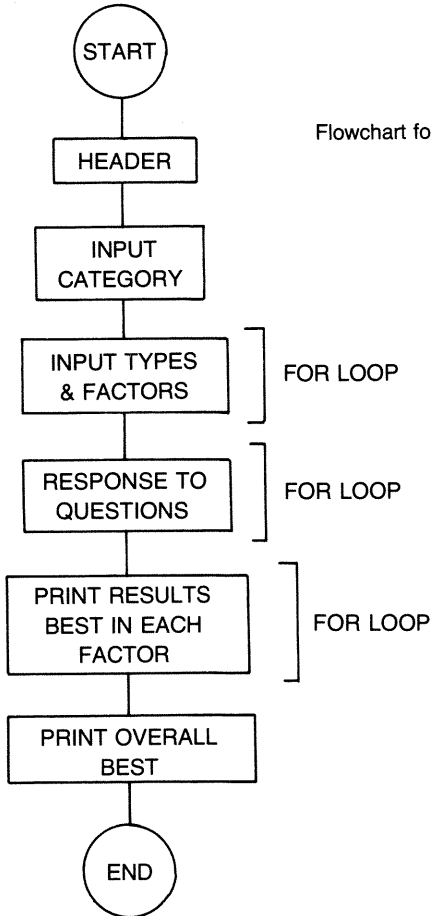 START
Flowchart fo
HEADER
INPUT
CATEGORY
INPUT TYPES
& FACTORS
FOR LOOP
RESPONSE TO
QUESTIONS
FOR LOOP
PRINT RESULTS
BEST IN EACH
FACTOR
FOR LOOP
PRINT OVERALL
BEST
END